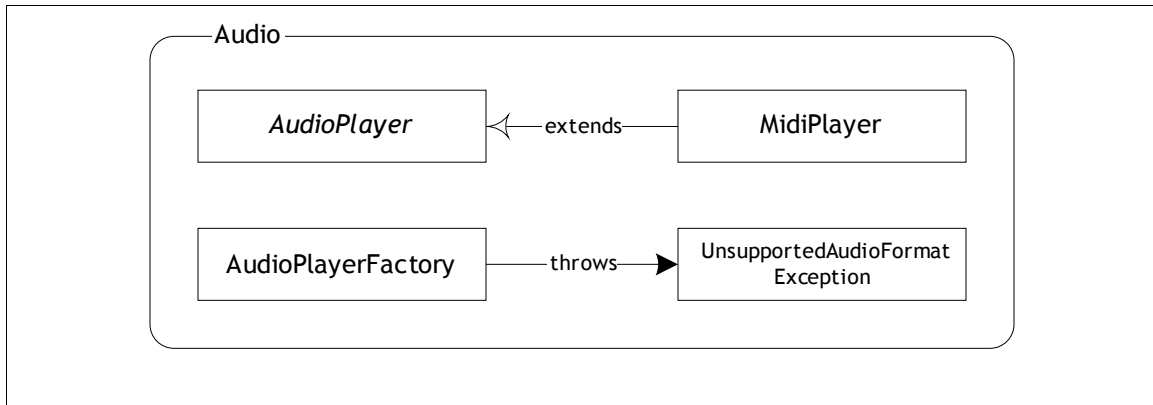 Audio
AudioPlayer
extends
MidiPlayer
AudioPlayerFactory
throws
UnsupportedAudioFormat
Exception